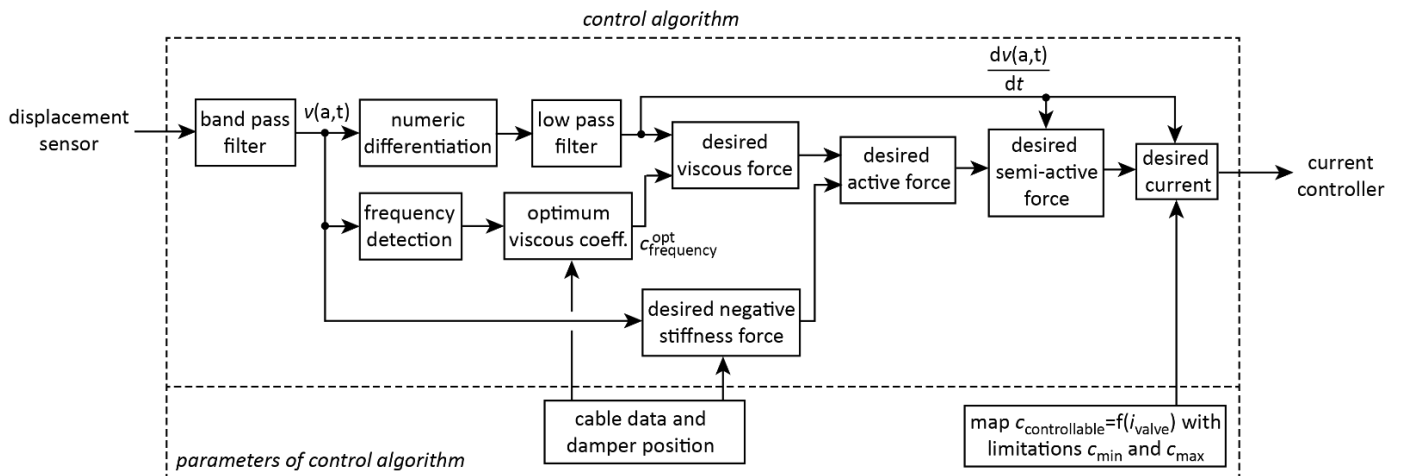 control algorithm
displacement
sensor
band pass
filter
v(a,t)
numeric
differentiation
low pass
filter
dv(a,t)
dt
desired
viscous force
desired
active force
desired
semi-active
force
desired
current
current
controller
frequency
detection
optimum
viscous coeff.
c^opt_frequency
desired negative
stiffness force
cable data and
damper position
map c_controllable=f(i_valve) with
limitations c_min and c_max
parameters of control algorithm